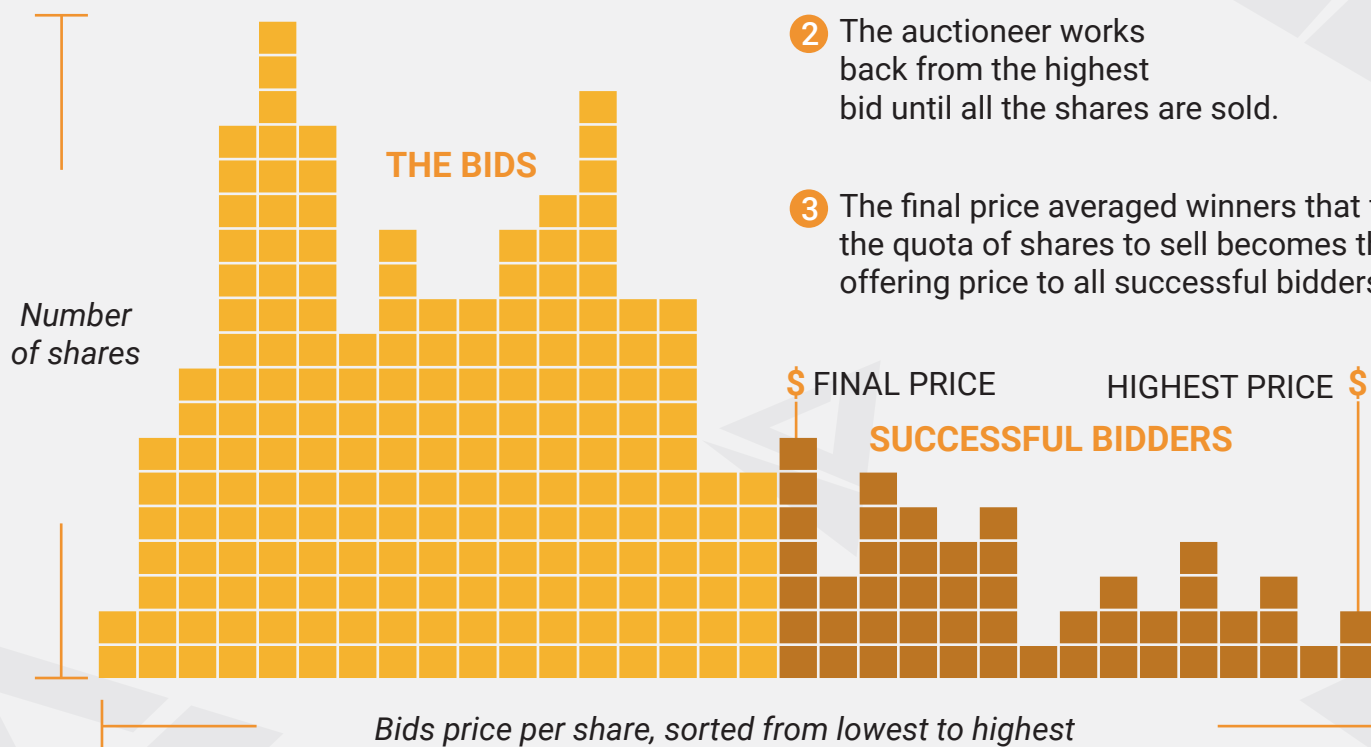 2 The auctioneer works
back from the highest
bid until all the shares are sold.
THE BIDS
3 The final price averaged winners that
the quota of shares to sell becomes
offering price to all successful bidders
Number
of shares
$ FINAL PRICE
HIGHEST PRICE $
SUCCESSFUL BIDDERS
Bids price per share, sorted from lowest to highest